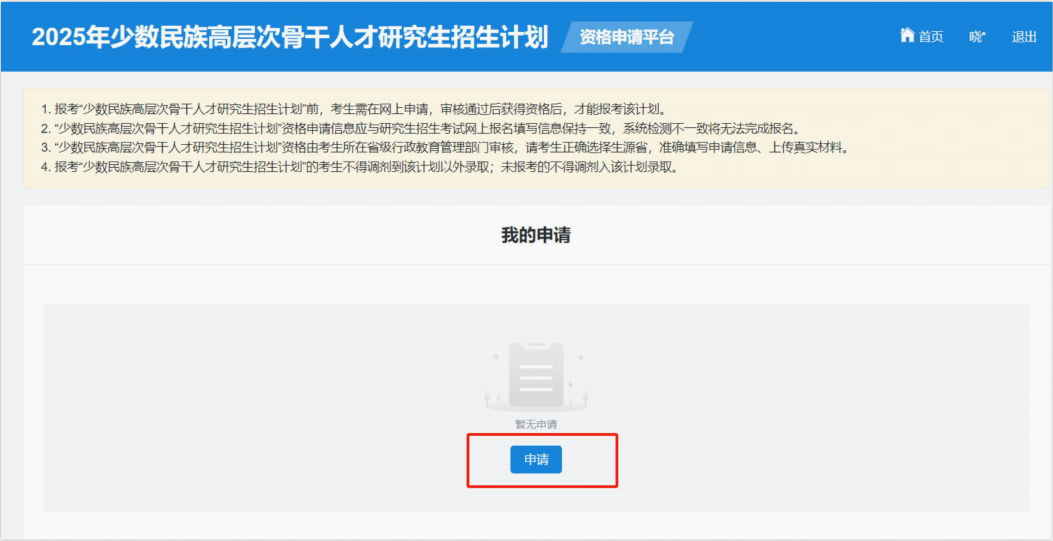 2025年少数民族高层次骨干人才研究生招生计划 资格申请平台 首页 晓* 退出
1. 报考“少数民族高层次骨干人才研究生招生计划”前，考生需在网上申请，审核通过后获得资格后，才能报考该计划。
2. “少数民族高层次骨干人才研究生招生计划”资格申请信息应与研究生招生考试网上报名填写信息保持一致，系统检测不一致将无法完成报名。
3. “少数民族高层次骨干人才研究生招生计划”资格由考生所在省级行政教育管理部门审核，请考生正确选择生源省，准确填写申请信息、上传真实材料。
4. 报考“少数民族高层次骨干人才研究生招生计划”的考生不得调剂到该计划以外录取；未报考的不得调剂入该计划录取。
我的申请
暂无申请
申请